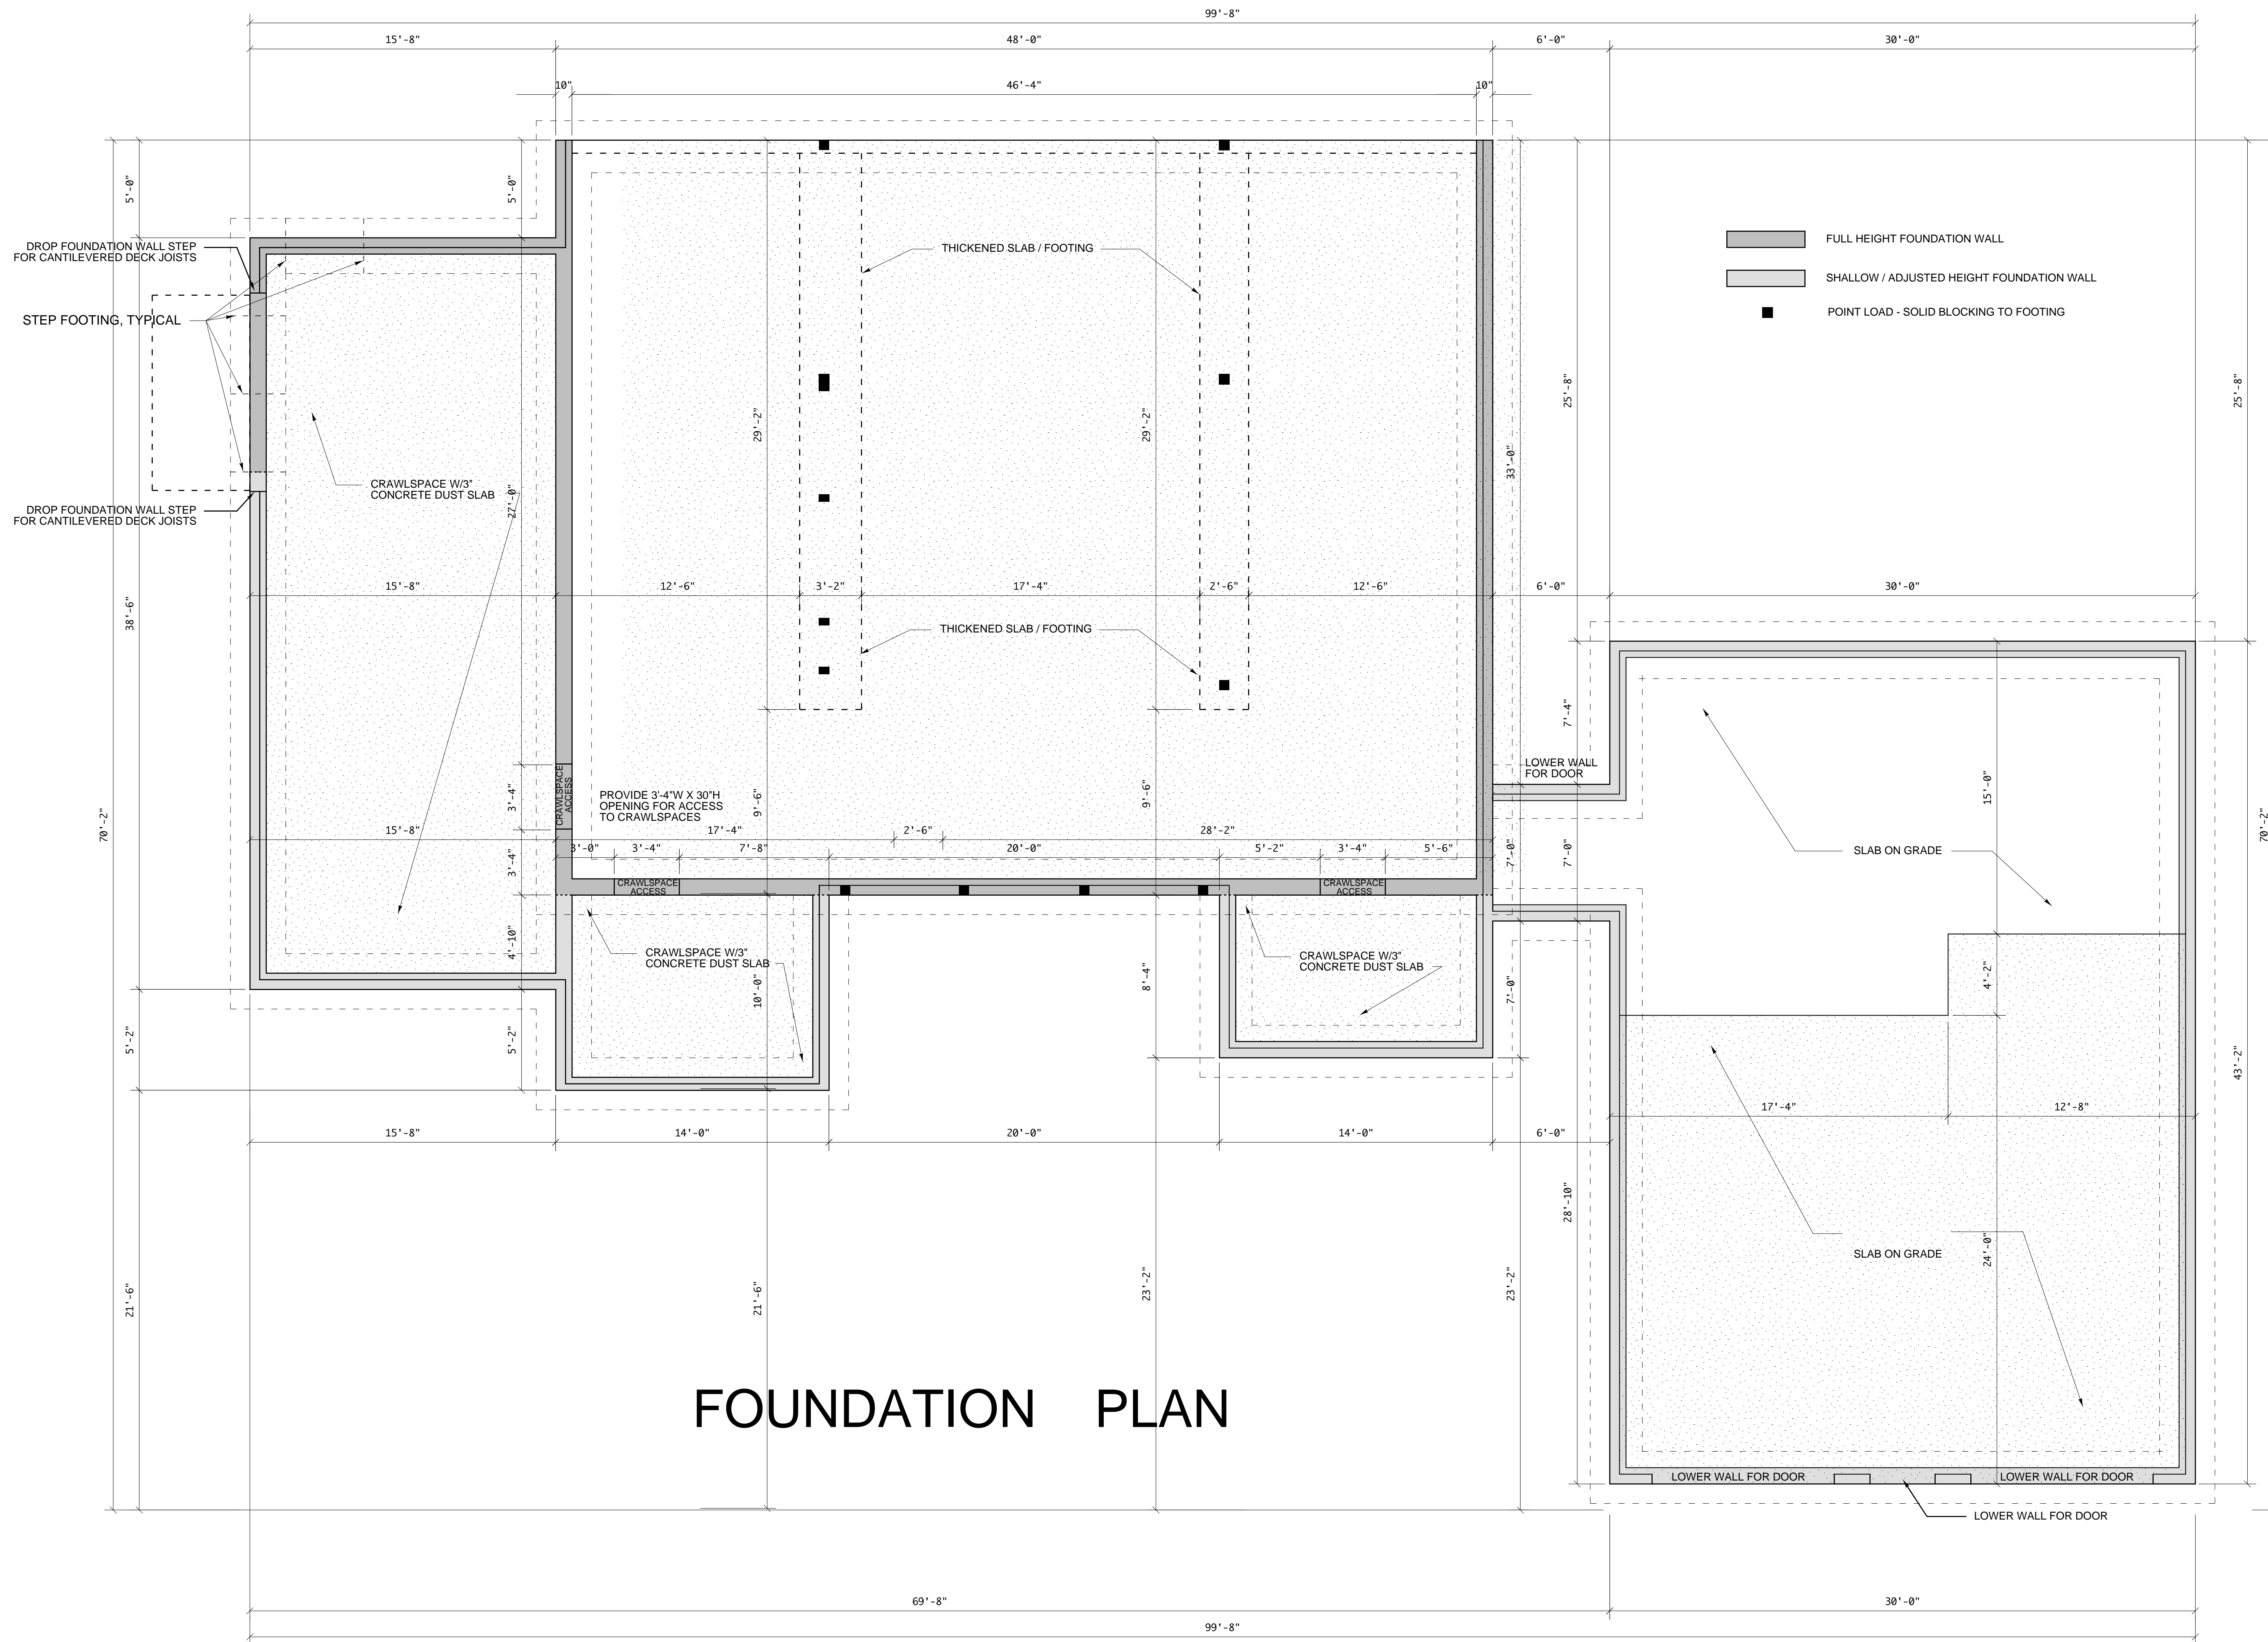 99'-8"
15'-8"
48'-0"
6'-0"
30'-0"
10"
46'-4"
10"
5'-0"
5'-0"
DROP FOUNDATION WALL STEP
FOR CANTILEVERED DECK JOISTS
THICKENED SLAB / FOOTING
FULL HEIGHT FOUNDATION WALL
SHALLOW / ADJUSTED HEIGHT FOUNDATION WALL
POINT LOAD - SOLID BLOCKING TO FOOTING
STEP FOOTING, TYPICAL
25'-8"
25'-8"
29'-2"
29'-2"
33'-0"
CRAWLSPACE W/3"
CONCRETE DUST SLAB
27'-0"
DROP FOUNDATION WALL STEP
FOR CANTILEVERED DECK JOISTS
38'-6"
15'-8"
12'-6"
3'-2"
17'-4"
2'-6"
12'-6"
6'-0"
30'-0"
THICKENED SLAB / FOOTING
7'-4"
LOWER WALL
FOR DOOR
15'-0"
CRAWLSPACE
ACCESS
3'-4"
PROVIDE 3'-4"W X 30"H
OPENING FOR ACCESS
TO CRAWLSPACES
9'-6"
9'-6"
70'-2"
70'-2"
15'-8"
17'-4"
2'-6"
28'-2"
3'-4"
3'-0"
3'-4"
7'-8"
20'-0"
5'-2"
3'-4"
5'-6"
7'-0"
7'-0"
SLAB ON GRADE
CRAWLSPACE
ACCESS
CRAWLSPACE
ACCESS
4'-10"
CRAWLSPACE W/3"
CONCRETE DUST SLAB
10'-0"
8'-4"
CRAWLSPACE W/3"
CONCRETE DUST SLAB
7'-0"
4'-2"
5'-2"
5'-2"
43'-2"
17'-4"
12'-8"
15'-8"
14'-0"
20'-0"
14'-0"
6'-0"
28'-10"
SLAB ON GRADE
24'-0"
21'-6"
21'-6"
23'-2"
23'-2"
FOUNDATION PLAN
LOWER WALL FOR DOOR
LOWER WALL FOR DOOR
LOWER WALL FOR DOOR
69'-8"
30'-0"
99'-8"